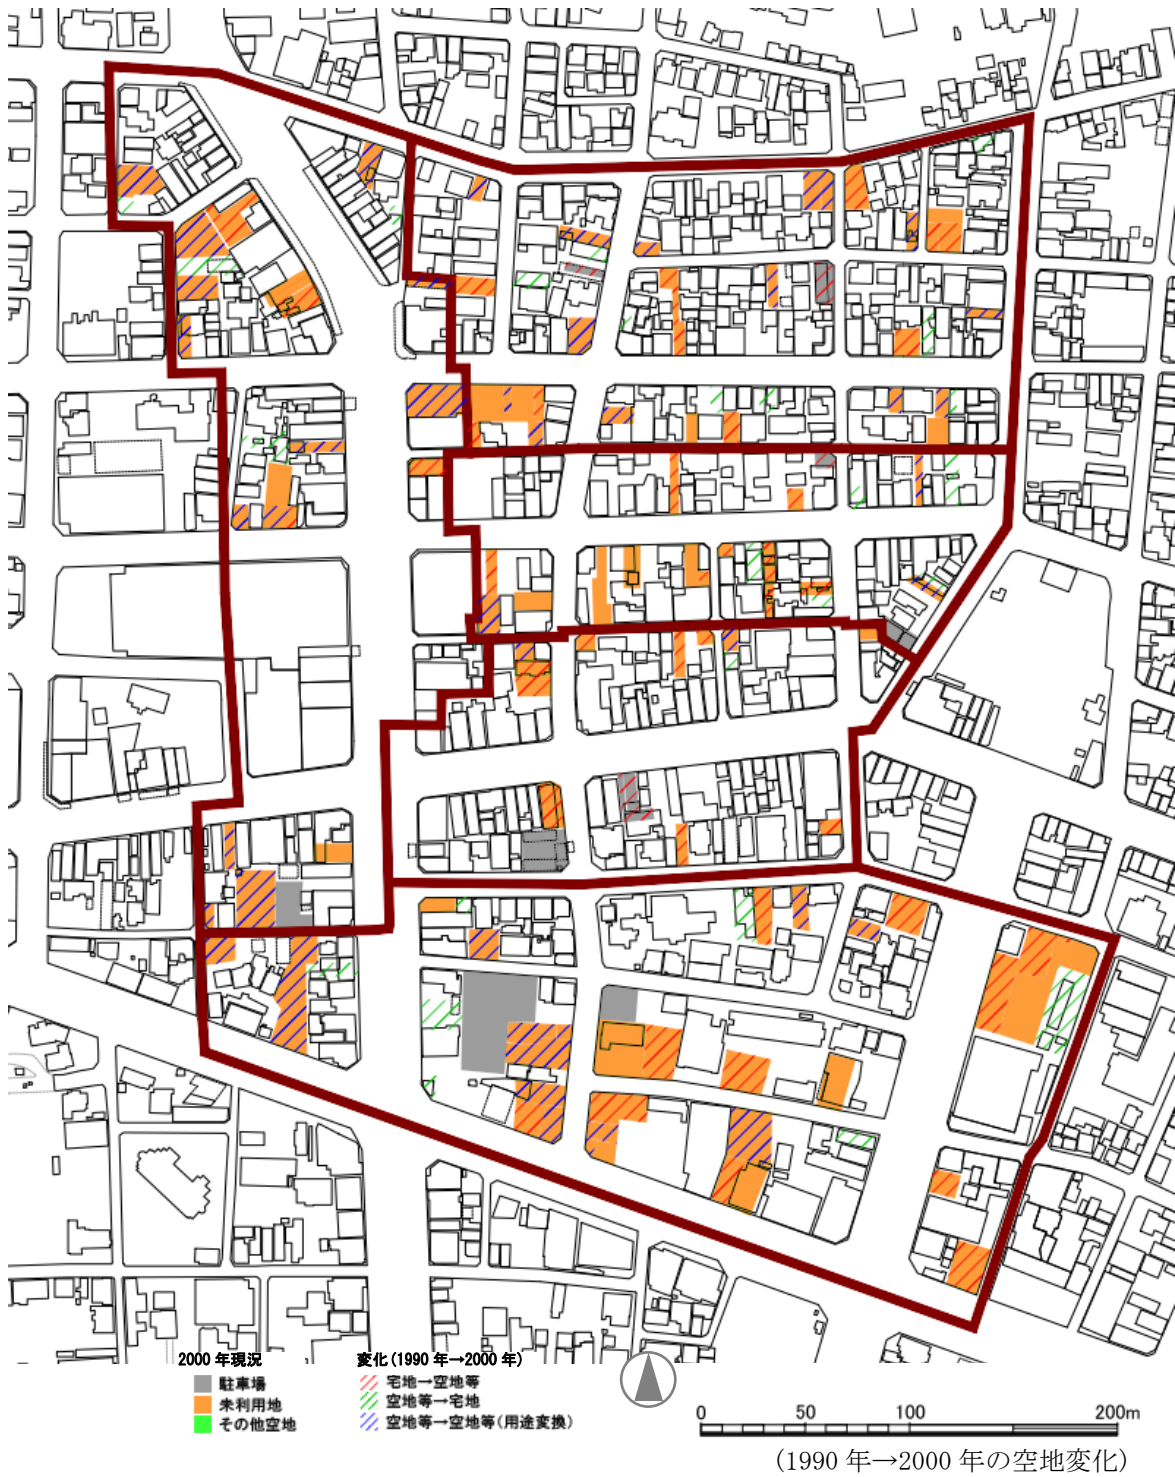 2000 年現況
駐車場
未利用地
その他空地
変化(1990 年→2000 年)
宅地→空地等
空地等→宅地
空地等→空地等(用途変換)
0 50 100 200m
(1990 年→2000 年の空地変化)